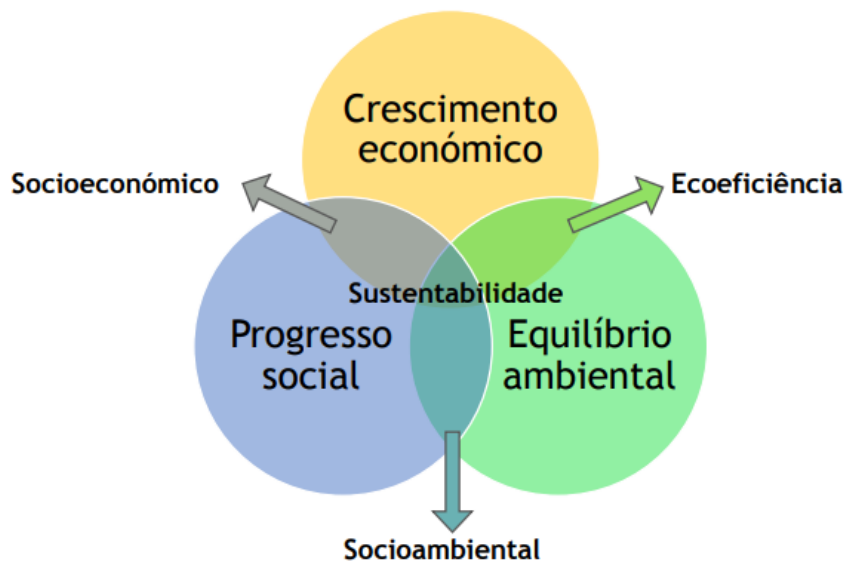 Crescimento
económico
Socioeconómico
Ecoeficiência
Sustentabilidade
Progresso
social
Equilíbrio
ambiental
Socioambiental